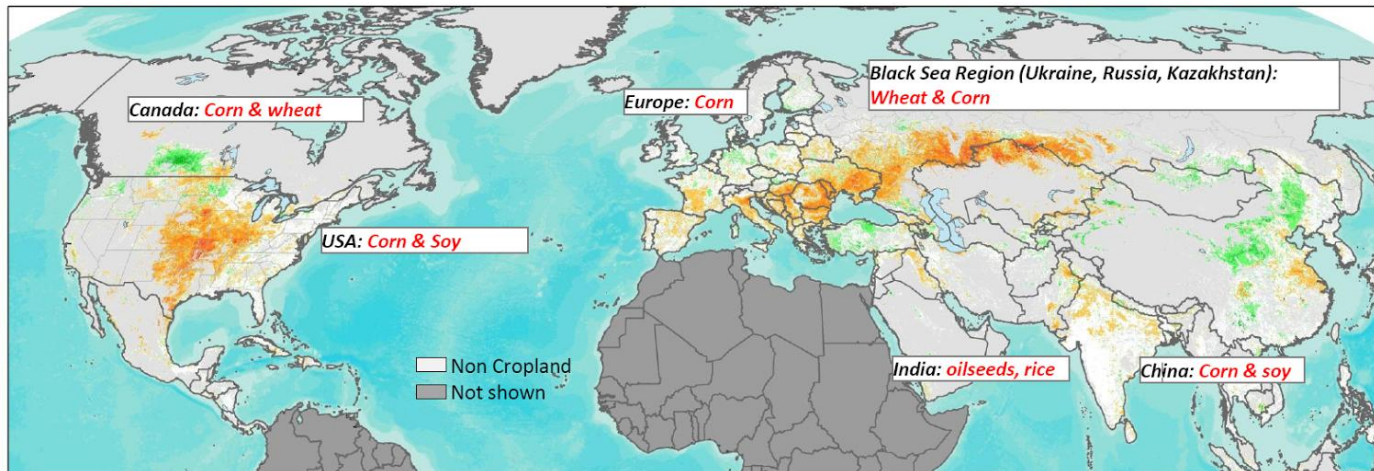 Canada: Corn & wheat
Europe: Corn
Black Sea Region (Ukraine, Russia, Kazakhstan):
Wheat & Corn
USA: Corn & Soy
Non Cropland
Not shown
India: oilseeds, rice
China: Corn & soy